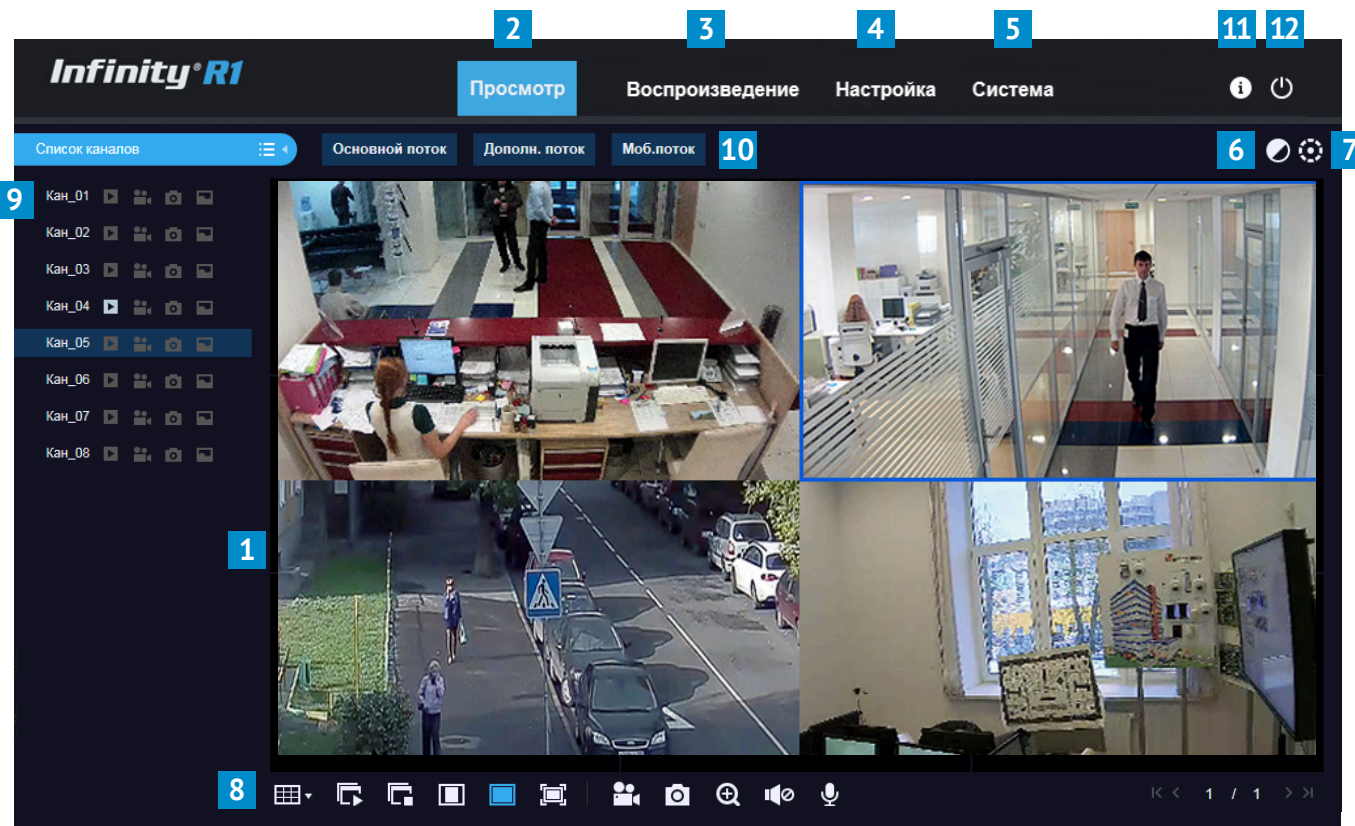 2 3 4 5 11 12
Infinity® R1
Просмотр Воспроизведение Настройка Система
Список каналов Основной поток Дополн. поток Моб.поток 10 6 7
9 Кан_01
Кан_02
Кан_03
Кан_04
Кан_05
Кан_06
Кан_07
Кан_08
1
8 1 / 1